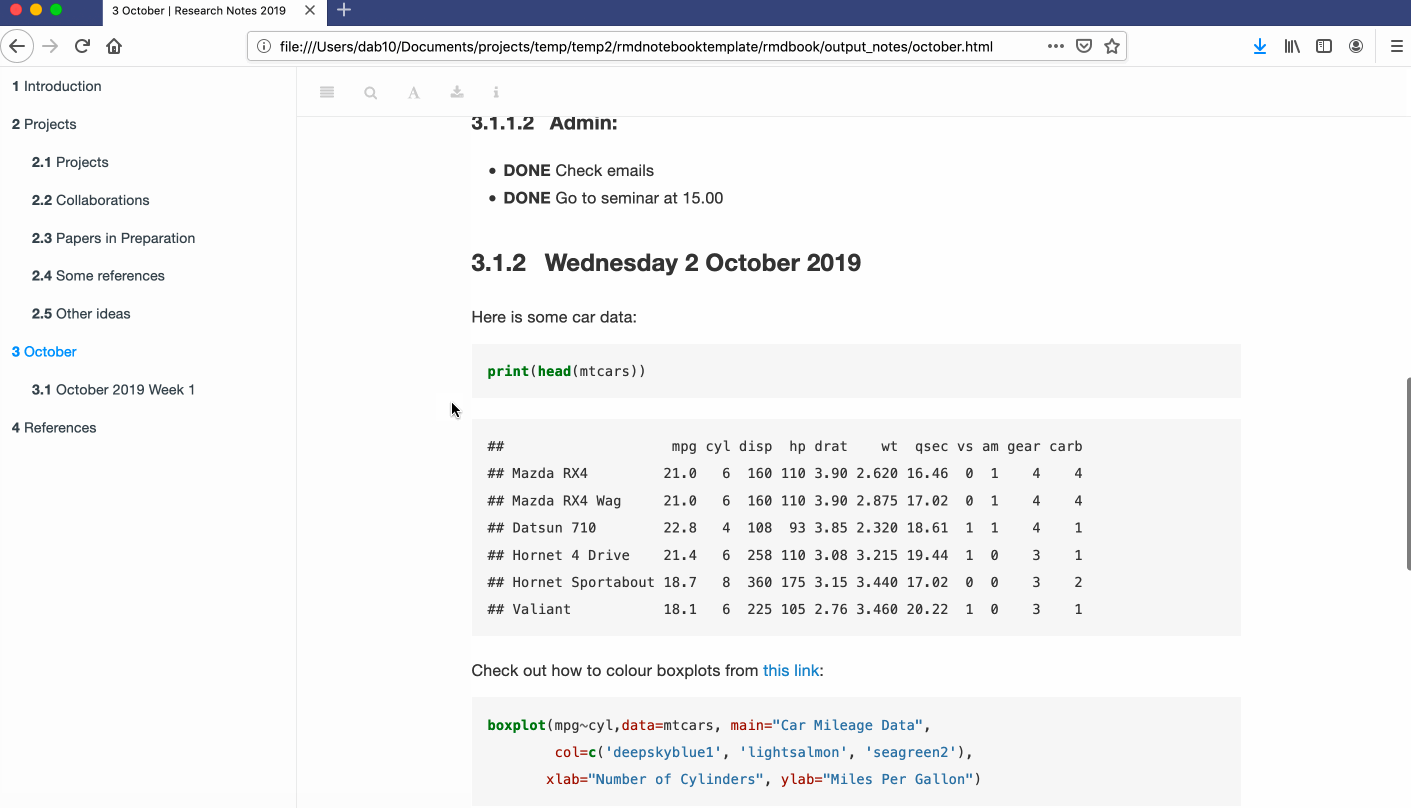 3 October | Research Notes 2019
file:///Users/dab10/Documents/projects/temp/temp2/rmdnotebooktemplate/rmdbook/output_notes/october.html
1 Introduction
2 Projects
2.1 Projects
2.2 Collaborations
2.3 Papers in Preparation
2.4 Some references
2.5 Other ideas
3 October
3.1 October 2019 Week 1
4 References
A
i
3.1.1.2 Admin:
• DONE Check emails
• DONE Go to seminar at 15.00
3.1.2 Wednesday 2 October 2019
Here is some car data:
print(head(mtcars))
##                    mpg cyl disp  hp drat    wt  qsec vs am gear carb
## Mazda RX4         21.0   6  160 110 3.90 2.620 16.46  0  1    4    4
## Mazda RX4 Wag     21.0   6  160 110 3.90 2.875 17.02  0  1    4    4
## Datsun 710        22.8   4  108  93 3.85 2.320 18.61  1  1    4    1
## Hornet 4 Drive    21.4   6  258 110 3.08 3.215 19.44  1  0    3    1
## Hornet Sportabout 18.7   8  360 175 3.15 3.440 17.02  0  0    3    2
## Valiant           18.1   6  225 105 2.76 3.460 20.22  1  0    3    1
Check out how to colour boxplots from this link:
boxplot(mpg~cyl,data=mtcars, main="Car Mileage Data",
        col=c('deepskyblue1', 'lightsalmon', 'seagreen2'),
       xlab="Number of Cylinders", ylab="Miles Per Gallon")